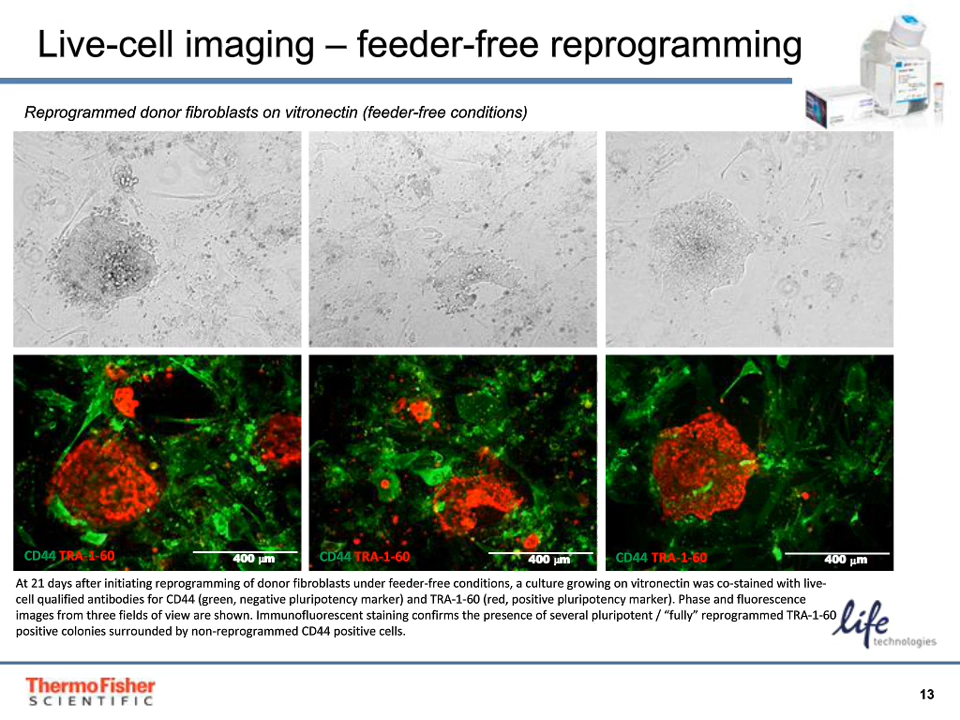 Live-cell imaging – feeder-free reprogramming
Reprogrammed donor fibroblasts on vitronectin (feeder-free conditions)
CD44 TRA-1-60
400 µm
CD44 TRA-1-60
400 µm
CD44 TRA-1-60
400 µm
At 21 days after initiating reprogramming of donor fibroblasts under feeder-free conditions, a culture growing on vitronectin was co-stained with live-
cell qualified antibodies for CD44 (green, negative pluripotency marker) and TRA-1-60 (red, positive pluripotency marker). Phase and fluorescence
images from three fields of view are shown. Immunofluorescent staining confirms the presence of several pluripotent / “fully” reprogrammed TRA-1-60
positive colonies surrounded by non-reprogrammed CD44 positive cells.
life
technologies
ThermoFisher
SCIENTIFIC
13